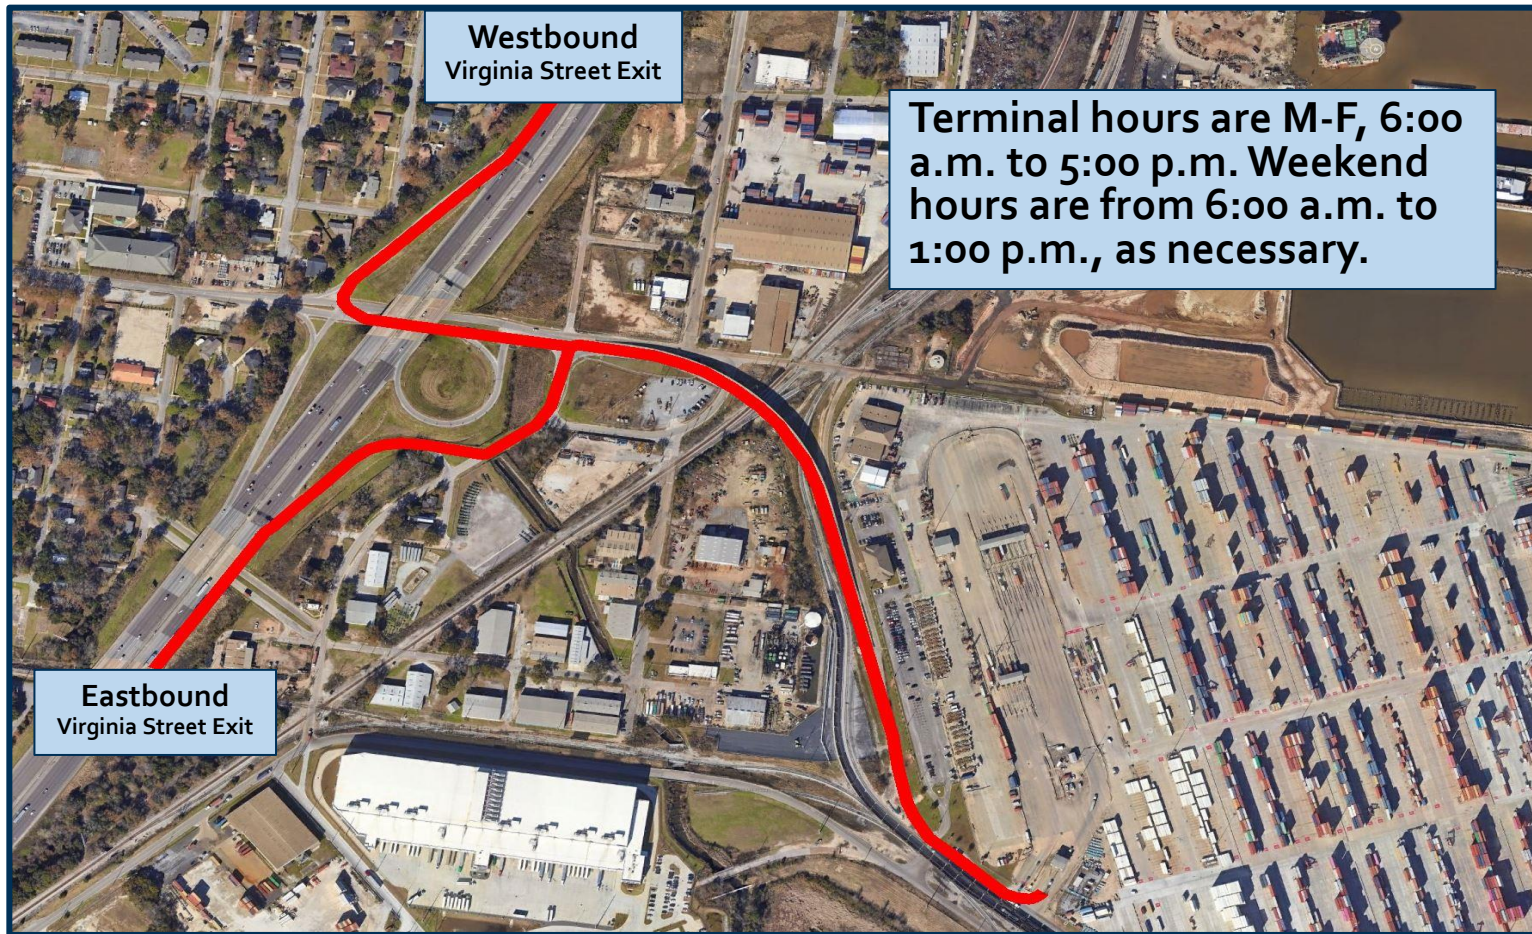 Westbound
Virginia Street Exit
Terminal hours are M-F, 6:00
a.m. to 5:00 p.m. Weekend
hours are from 6:00 a.m. to
1:00 p.m., as necessary.
Eastbound
Virginia Street Exit